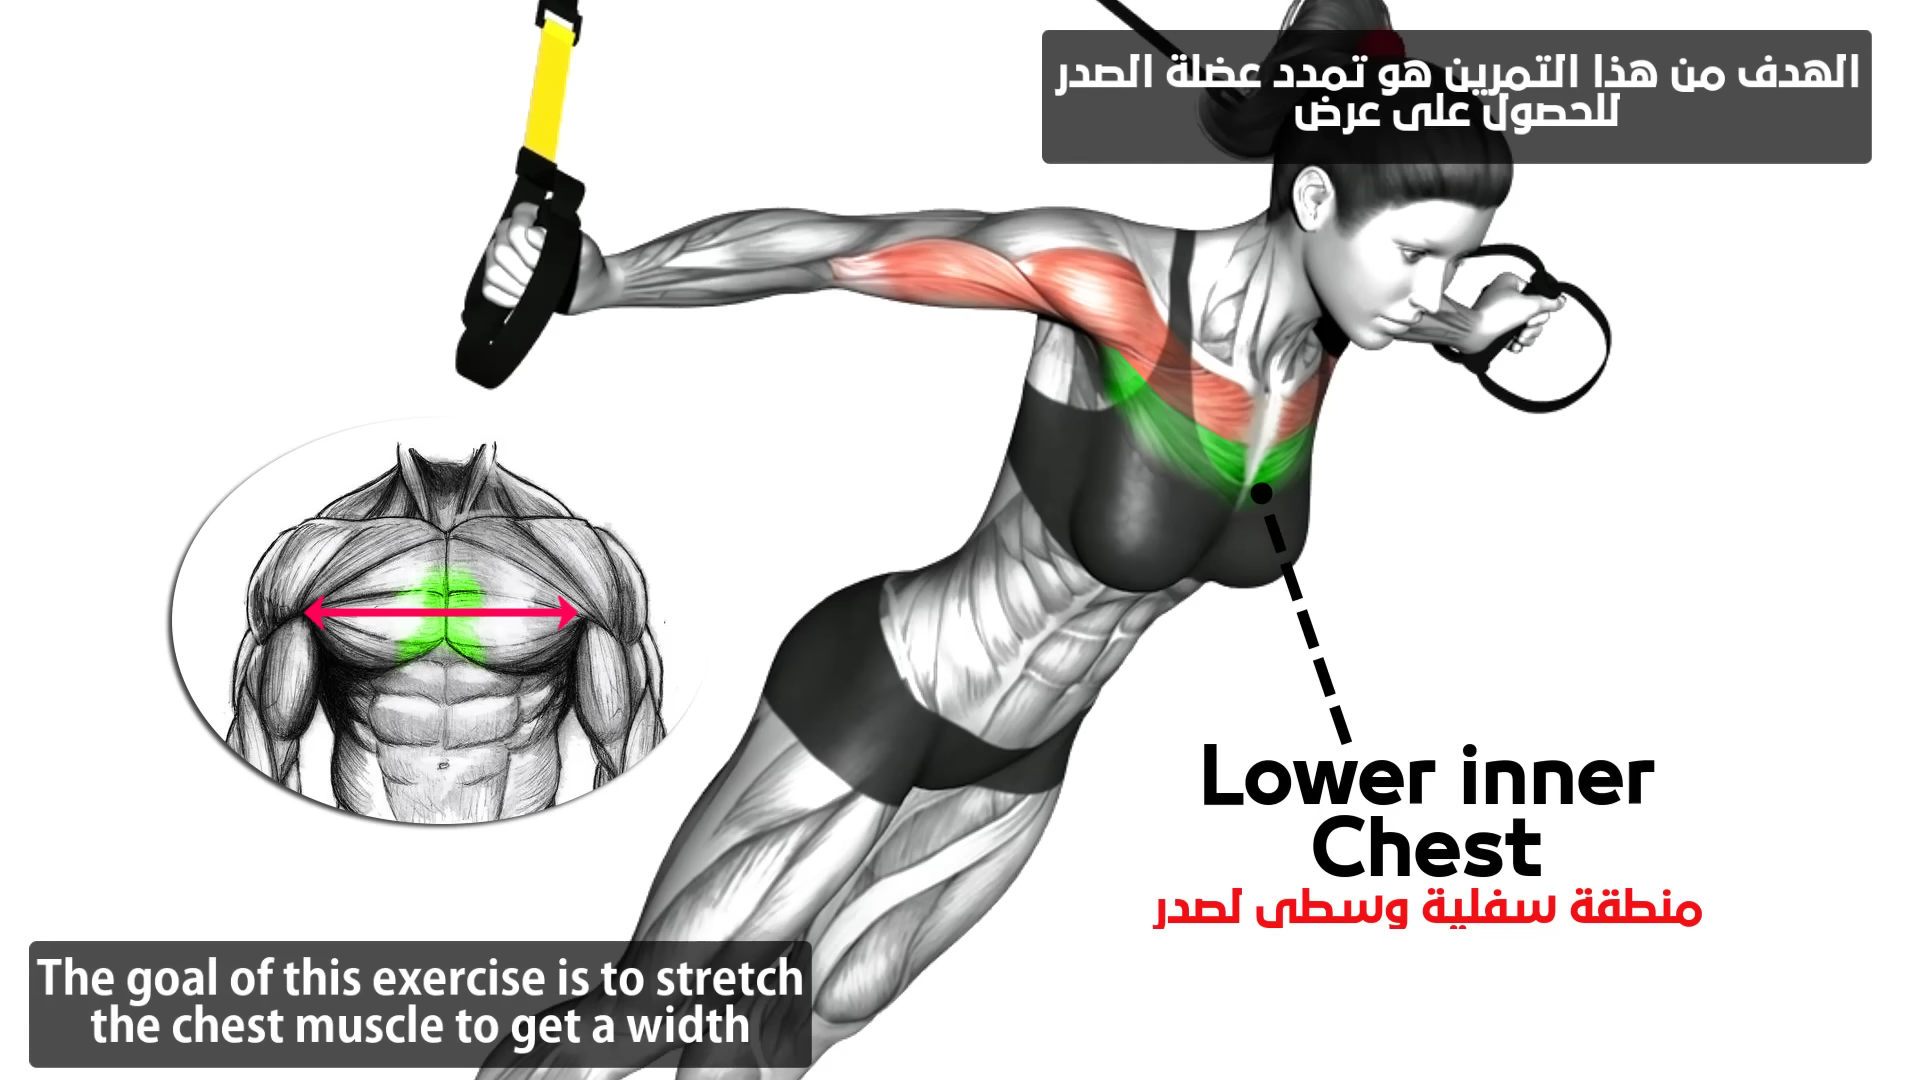 الهدف من هذا التمرين هو تمدد عضلة الصدر
للحصول على عرض
Lower inner
Chest
منطقة سفلية وسطى لصدر
The goal of this exercise is to stretch
the chest muscle to get a width